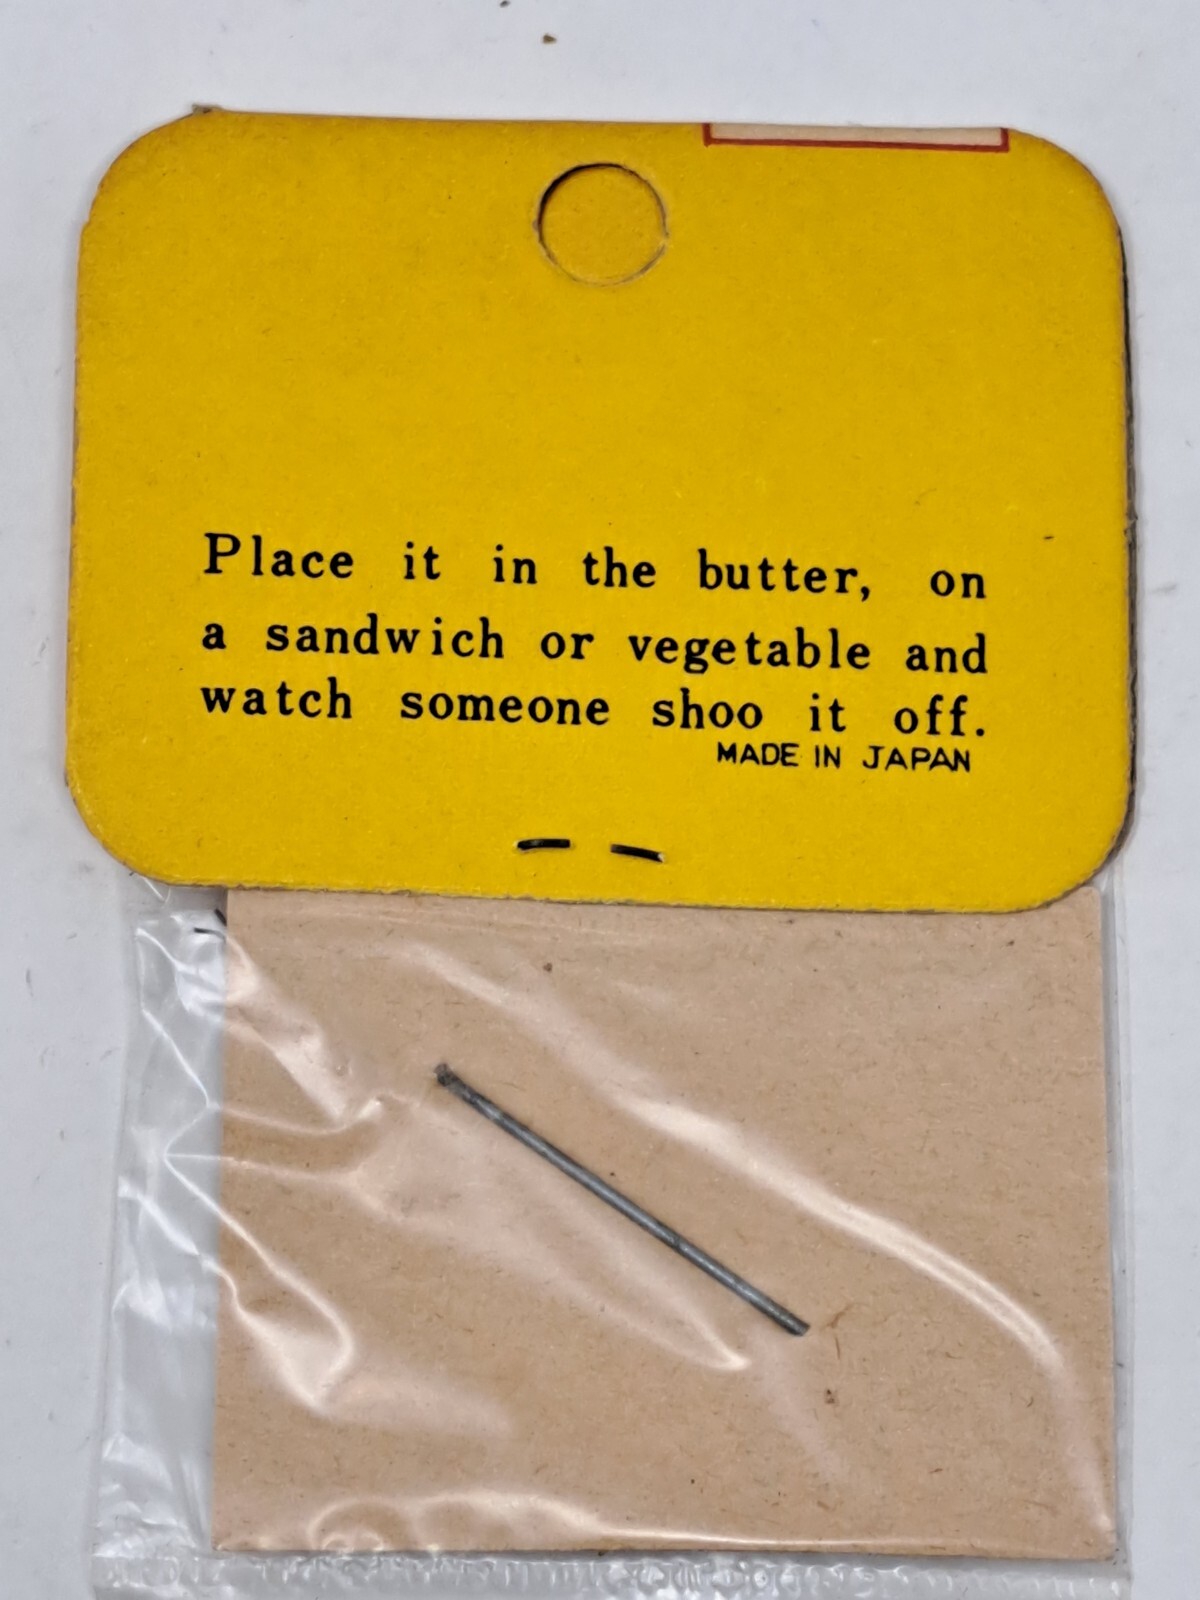 Place it in the butter, on
a sandwich or vegetable and
watch someone shoo it off.
MADE IN JAPAN